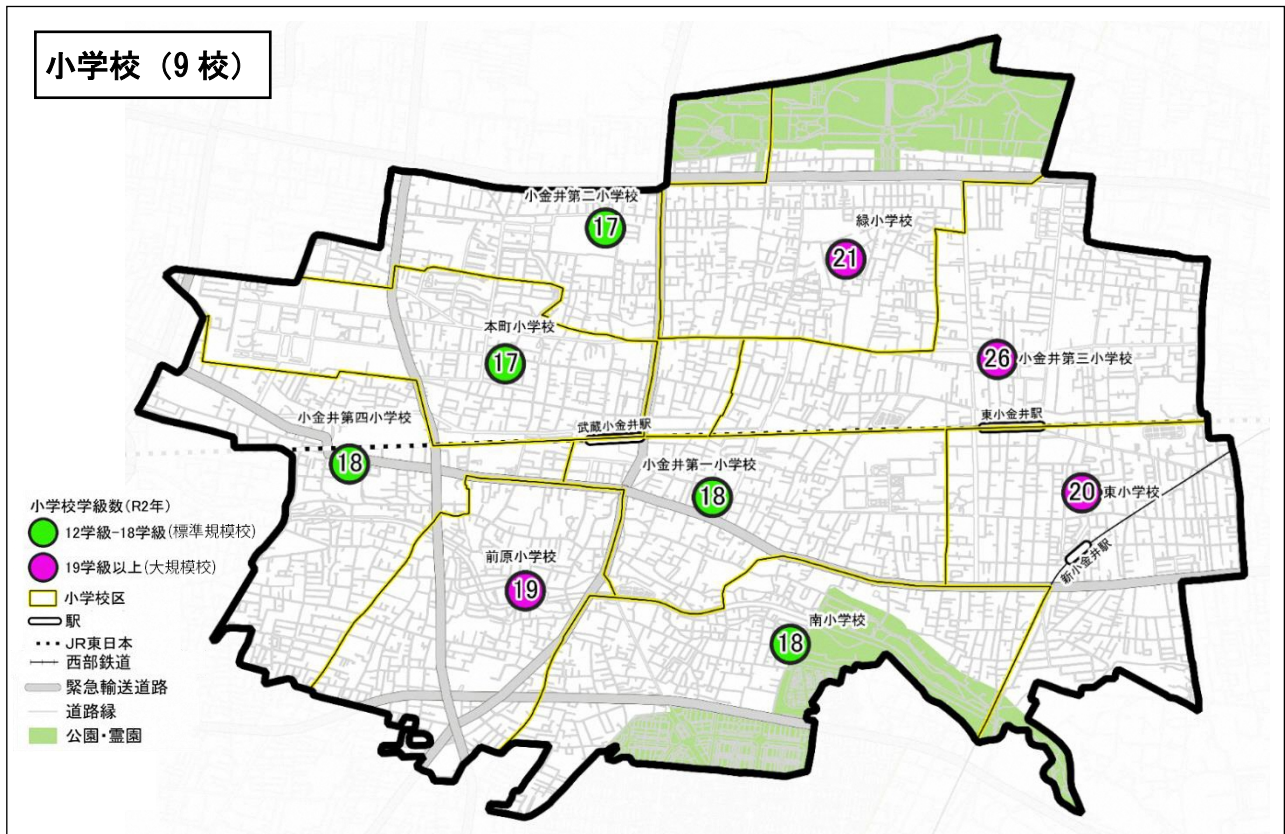 小学校（9校）
小金井第二小学校
17
緑小学校
21
本町小学校
17
26
小金井第三小学校
小金井第四小学校
18
武蔵小金井駅
東小金井駅
小金井第一小学校
18
20
東小学校
新小金井駅
前原小学校
19
南小学校
18
小学校学級数（R2年）
12学級-18学級(標準規模校)
19学級以上(大規模校)
小学校区
駅
JR東日本
西部鉄道
緊急輸送道路
道路縁
公園・霊園